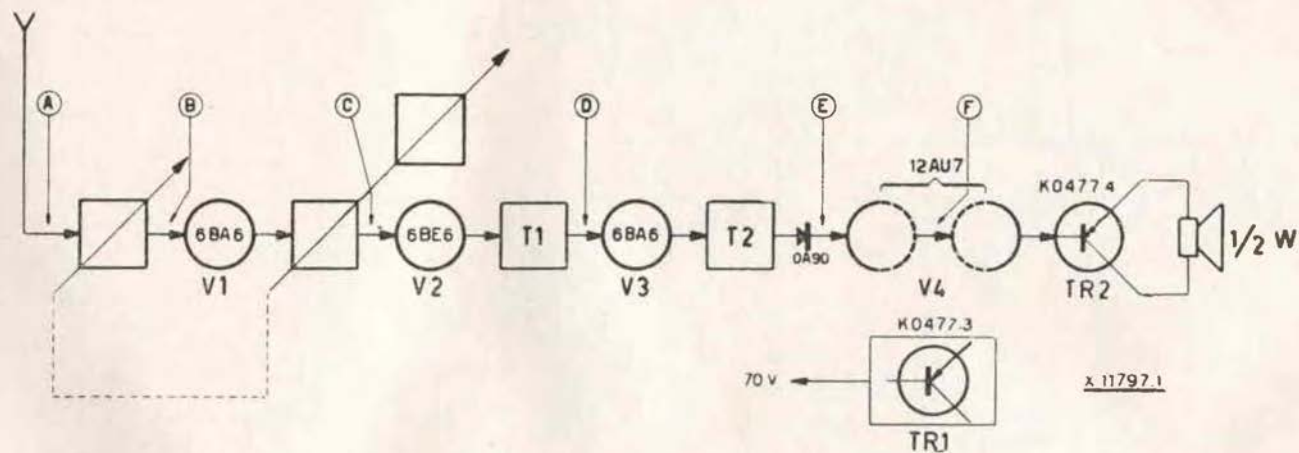 A
B
C
D
E
F
12AU7
K0477.4
6BA6
6BE6
T1
6BA6
T2
0A90
1/2 W
V1
V2
V3
V4
TR2
K0477.3
70 V
TR1
X 11797.1